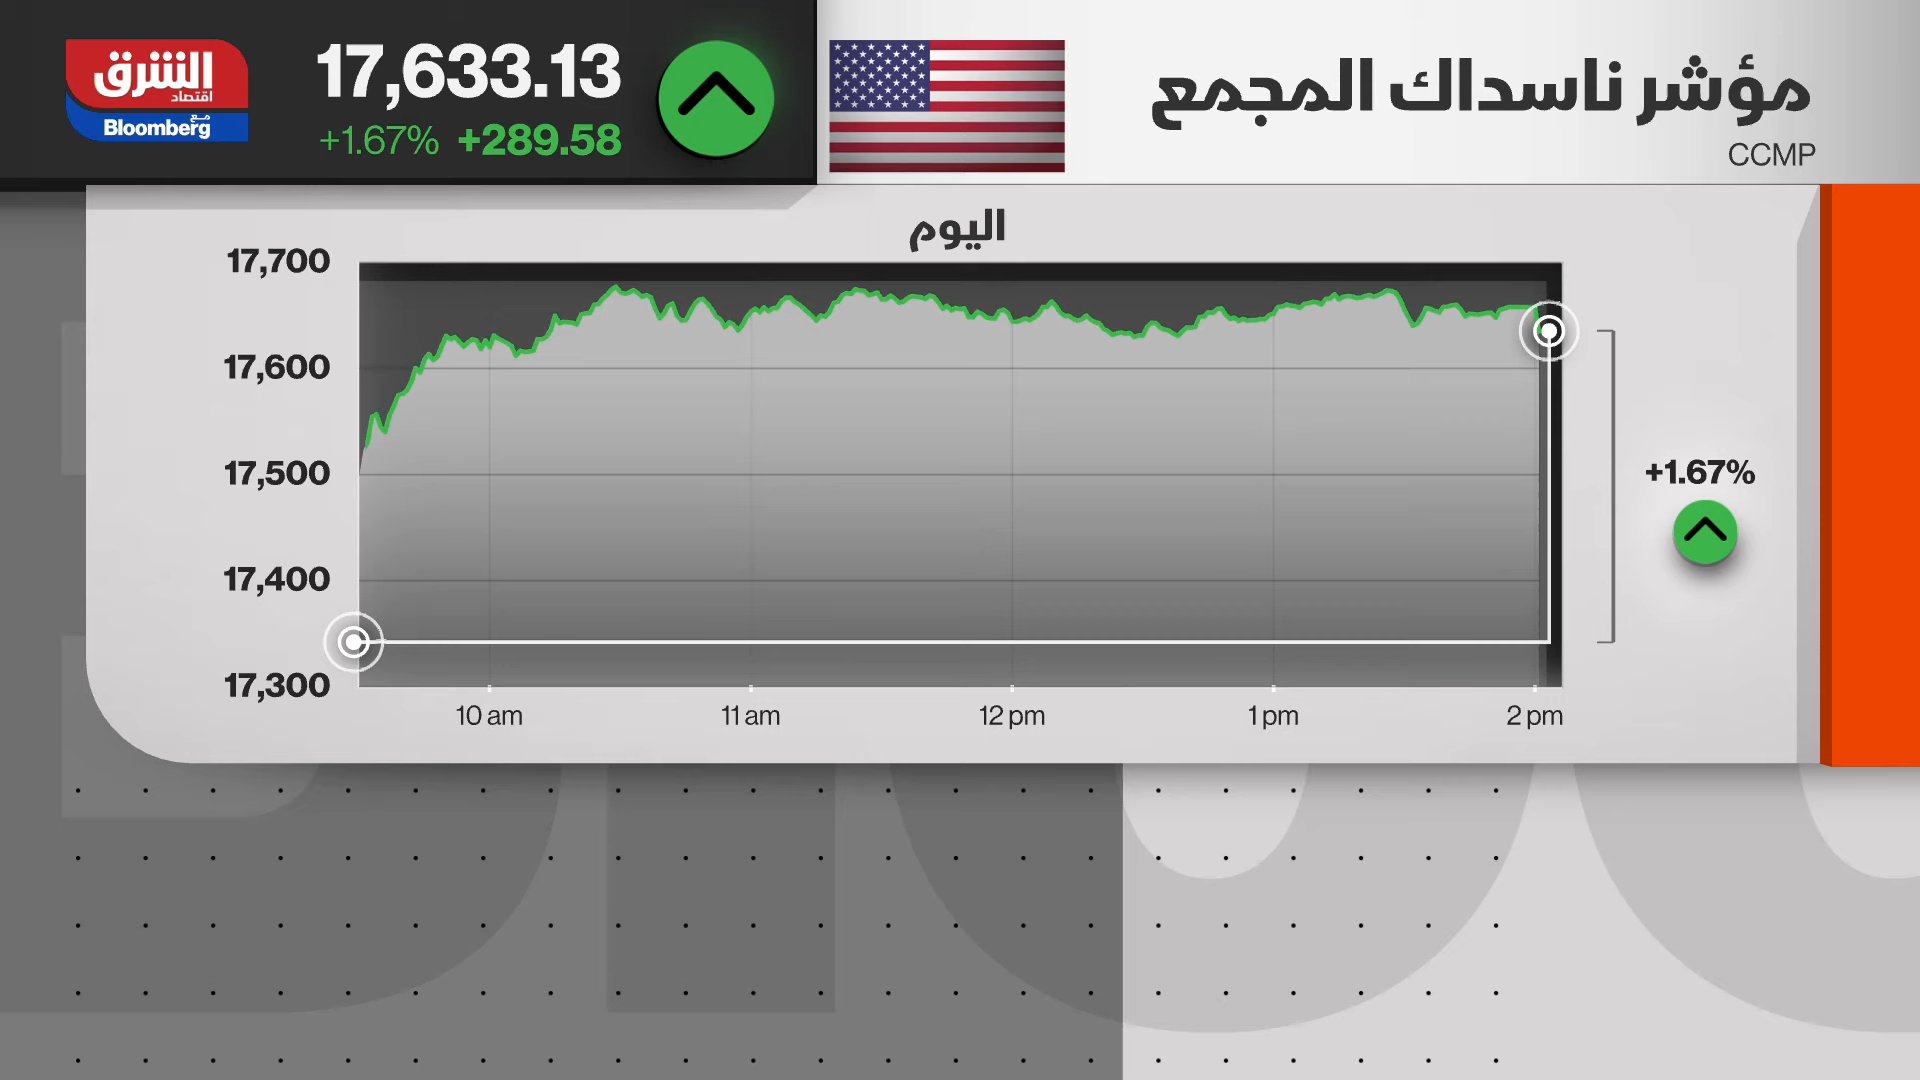 الشرق
اقتصاد
مع
Bloomberg
17,633.13
+1.67% +289.58
مؤشر ناسداك المجمع
CCMP
اليوم
17,700
17,600
17,500
17,400
17,300
10 am 11 am 12 pm 1 pm 2 pm
+1.67%